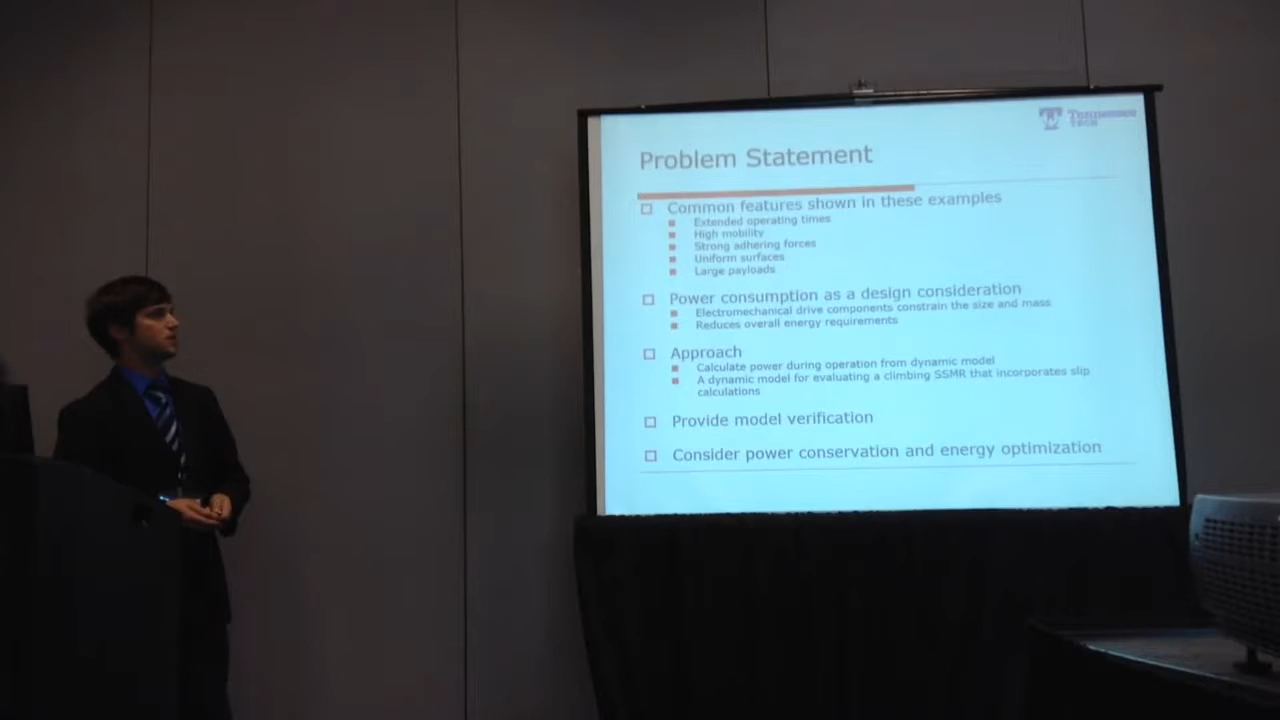 Tennessee
TECH
Problem Statement
Common features shown in these examples
Extended operating times
High mobility
Strong adhering forces
Uniform surfaces
Large payloads
Power consumption as a design consideration
Electromechanical drive components constrain the size and mass
Reduces overall energy requirements
Approach
Calculate power during operation from dynamic model
A dynamic model for evaluating a climbing SSMR that incorporates slip
calculations
Provide model verification
Consider power conservation and energy optimization